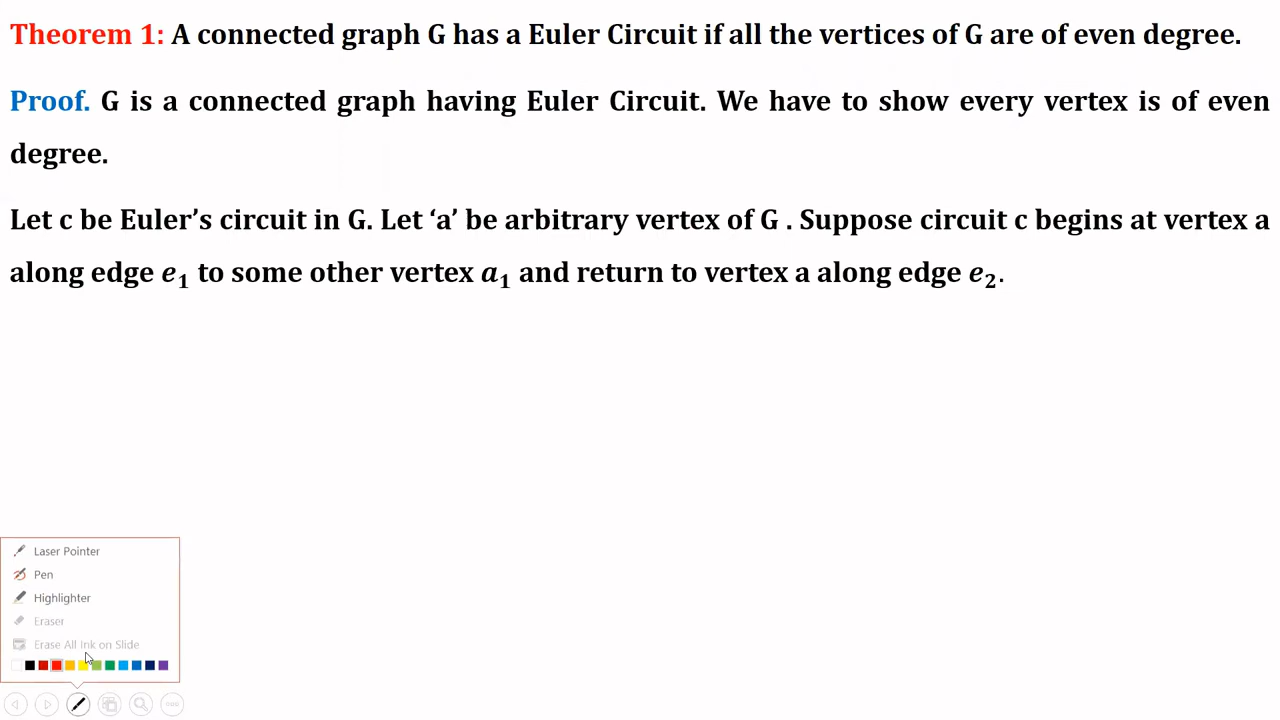 Theorem 1: A connected graph G has a Euler Circuit if all the vertices of G are of even degree.
Proof. G is a connected graph having Euler Circuit. We have to show every vertex is of even
degree.
Let c be Euler’s circuit in G. Let ‘a’ be arbitrary vertex of G . Suppose circuit c begins at vertex a
along edge e₁ to some other vertex a₁ and return to vertex a along edge e₂.
Laser Pointer
Pen
Highlighter
Eraser
Erase All Ink on Slide